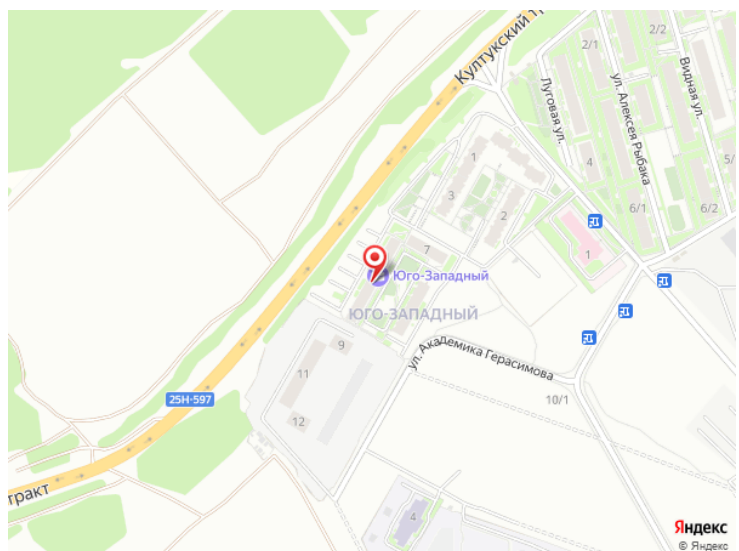 2/2
2/1
Култукский тр
Видная ул.
ул. Алексея Рыбака
Луговая ул.
5/
1
4
3
6/1
6/2
2
7
1
Юго-Западный
ЮГО-ЗАПАДНЫЙ
9
ул. Академика Герасимова
11
25Н-597
10/1
12
тракт
4
Яндекс
© Яндекс